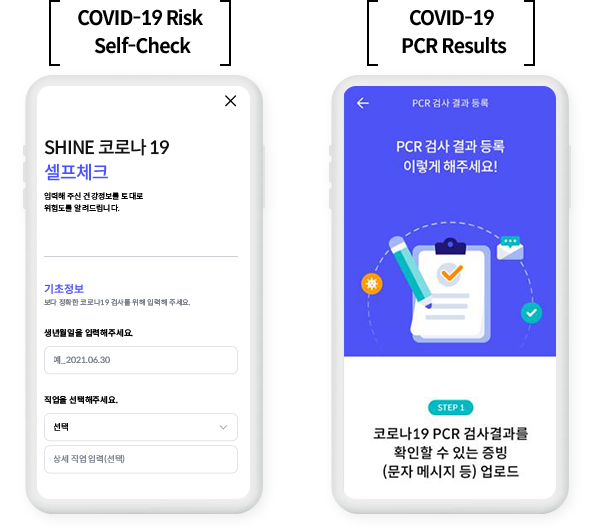 COVID-19 Risk
Self-Check
SHINE 코로나 19
셀프체크
입력해 주신 건강정보를 토대로
위험도를 알려드립니다.
기초정보
보다 정확한 코로나19 검사를 위해 입력해 주세요.
생년월일을 입력해주세요.
예_2021.06.30
직업을 선택해주세요.
선택
상세 직업 입력(선택)
COVID-19
PCR Results
PCR 검사 결과 등록
PCR 검사 결과 등록
이렇게 해주세요!
STEP 1
코로나19 PCR 검사결과를
확인할 수 있는 증빙
(문자 메시지 등) 업로드